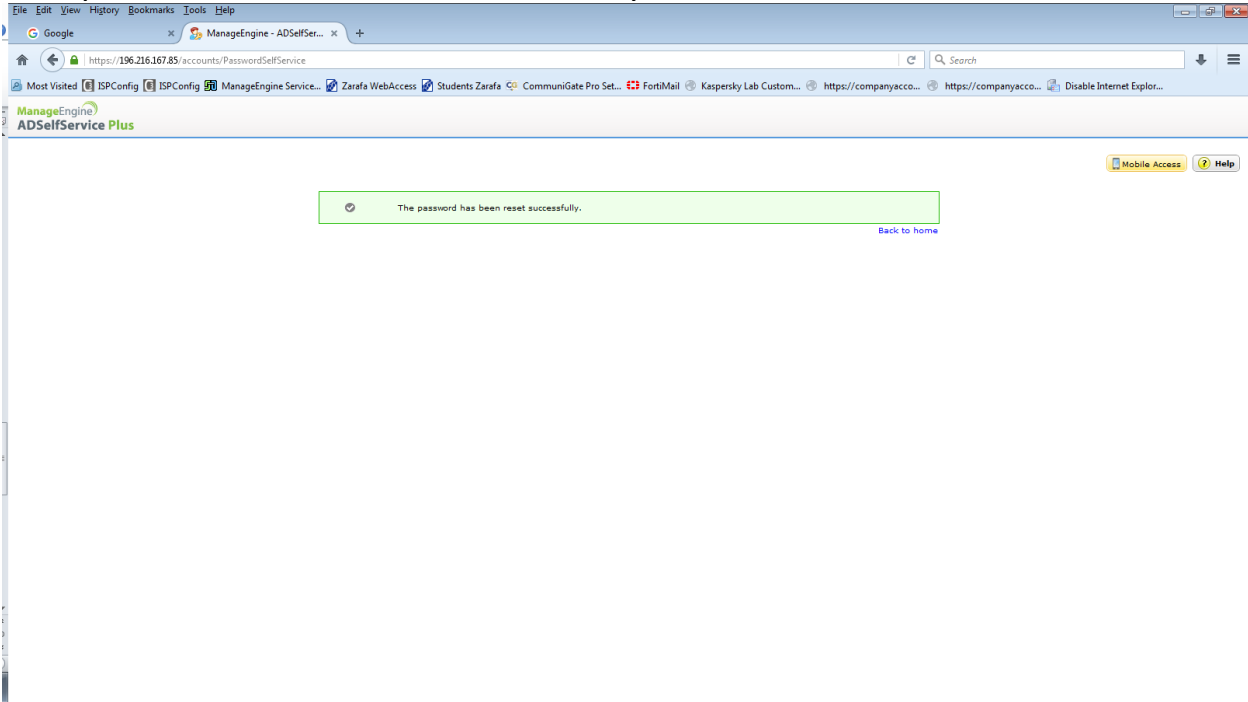 File Edit View History Bookmarks Tools Help
Google ManageEngine - ADSelfSer...
https://196.216.167.85/accounts/PasswordSelfService Search
Most Visited ISPConfig ISPConfig ManageEngine Service... Zarafa WebAccess Students Zarafa CommuniGate Pro Set... FortiMail Kaspersky Lab Custom... https://companyacco... https://companyacco... Disable Internet Explor...
ManageEngine
ADSelfService Plus
Mobile Access Help
The password has been reset successfully.
Back to home